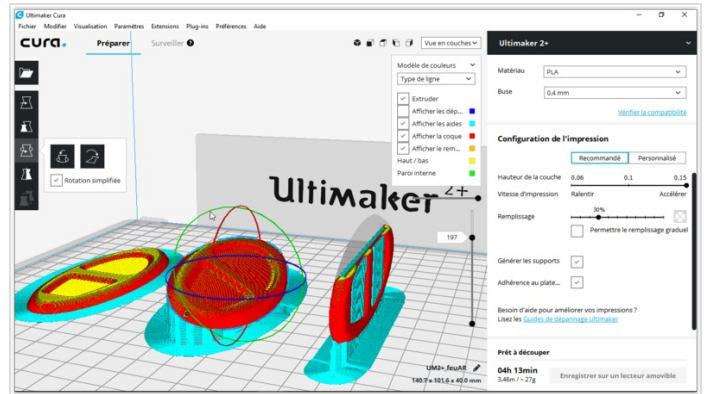 Ultimaker Cura
Fichier Modifier Visualisation Paramètres Extensions Plug-ins Préférences Aide
cura.
Préparer
Surveiller
Vue en couches
Modèle de couleurs
Type de ligne
Extruder
Afficher les dép...
Afficher les aides
Afficher la coque
Afficher le rem...
Haut / bas
Paroi interne
Rotation simplifiée
Ultimaker 2+
197
UM2+_feuAR
140.7 x 101.6 x 40.0 mm
Ultimaker 2+
Matériau PLA
Buse 0.4 mm
Vérifier la compatibilité
Configuration de l'impression
Recommandé Personnalisé
Hauteur de la couche 0.06 0.1 0.15
Vitesse d'impression Ralentir Accélérer
30%
Remplissage
Permettre le remplissage graduel
Générer les supports
Adhérence au plate...
Besoin d'aide pour améliorer vos impressions ?
Lisez les Guides de dépannage Ultimaker
Prêt à découper
04h 13min
3.46m / ~ 27g
Enregistrer sur un lecteur amovible